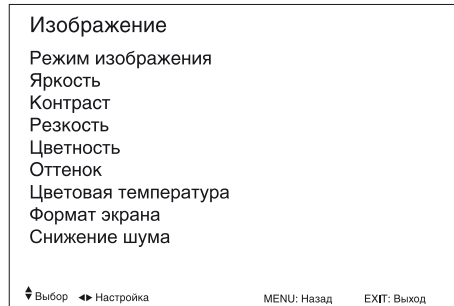 Изображение
Режим изображения
Яркость
Контраст
Резкость
Цветность
Оттенок
Цветовая температура
Формат экрана
Снижение шума
Выбор Настройка MENU: Назад EXIT: Выход